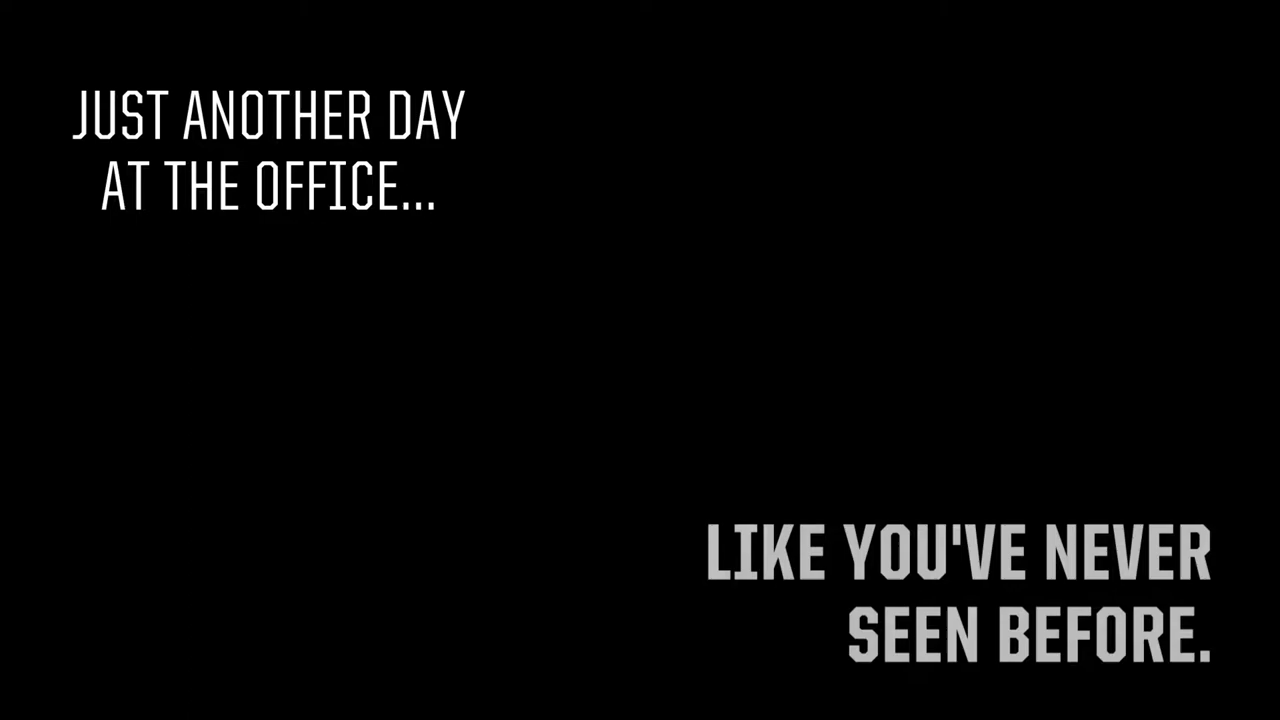 JUST ANOTHER DAY
AT THE OFFICE...
LIKE YOU'VE NEVER
SEEN BEFORE.